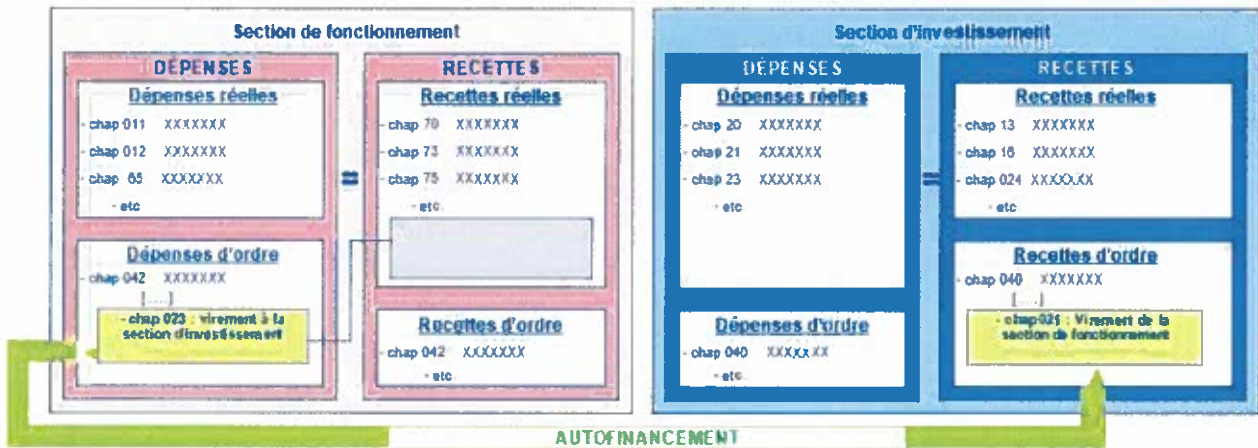 Section de fonctionnement
DÉPENSES
Dépenses réelles
- chap 011 XXXXXXX
- chap 012 XXXXXXX
- chap 65 XXXXXXX
- etc
Dépenses d'ordre
- chap 042 XXXXXXX
[....]
- chap 023 : virement à la
section d'investissement
=
RECETTES
Recettes réelles
- chap 70 XXXXXXX
- chap 73 XXXXXXX
- chap 75 XXXXXXX
- etc
Recettes d'ordre
- chap 042 XXXXXXX
- etc
Section d'investissement
DÉPENSES
Dépenses réelles
- chap 20 XXXXXXX
- chap 21 XXXXXXX
- chap 23 XXXXXXX
- etc
Dépenses d'ordre
- chap 040 XXXXXXX
- etc
=
RECETTES
Recettes réelles
- chap 13 XXXXXXX
- chap 16 XXXXXXX
- chap 024 XXXXXXX
- etc
Recettes d'ordre
- chap 040 XXXXXXX
[....]
- chap021 : Virement de la
section de fonctionnement
AUTOFINANCEMENT